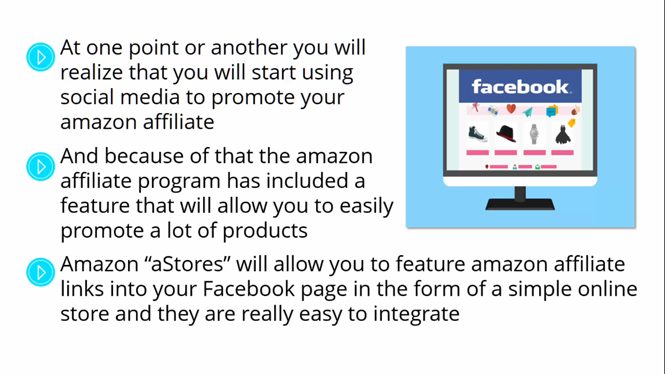 At one point or another you will
realize that you will start using
social media to promote your
amazon affiliate
And because of that the amazon
affiliate program has included a
feature that will allow you to easily
promote a lot of products
Amazon “aStores” will allow you to feature amazon affiliate
links into your Facebook page in the form of a simple online
store and they are really easy to integrate
facebook.